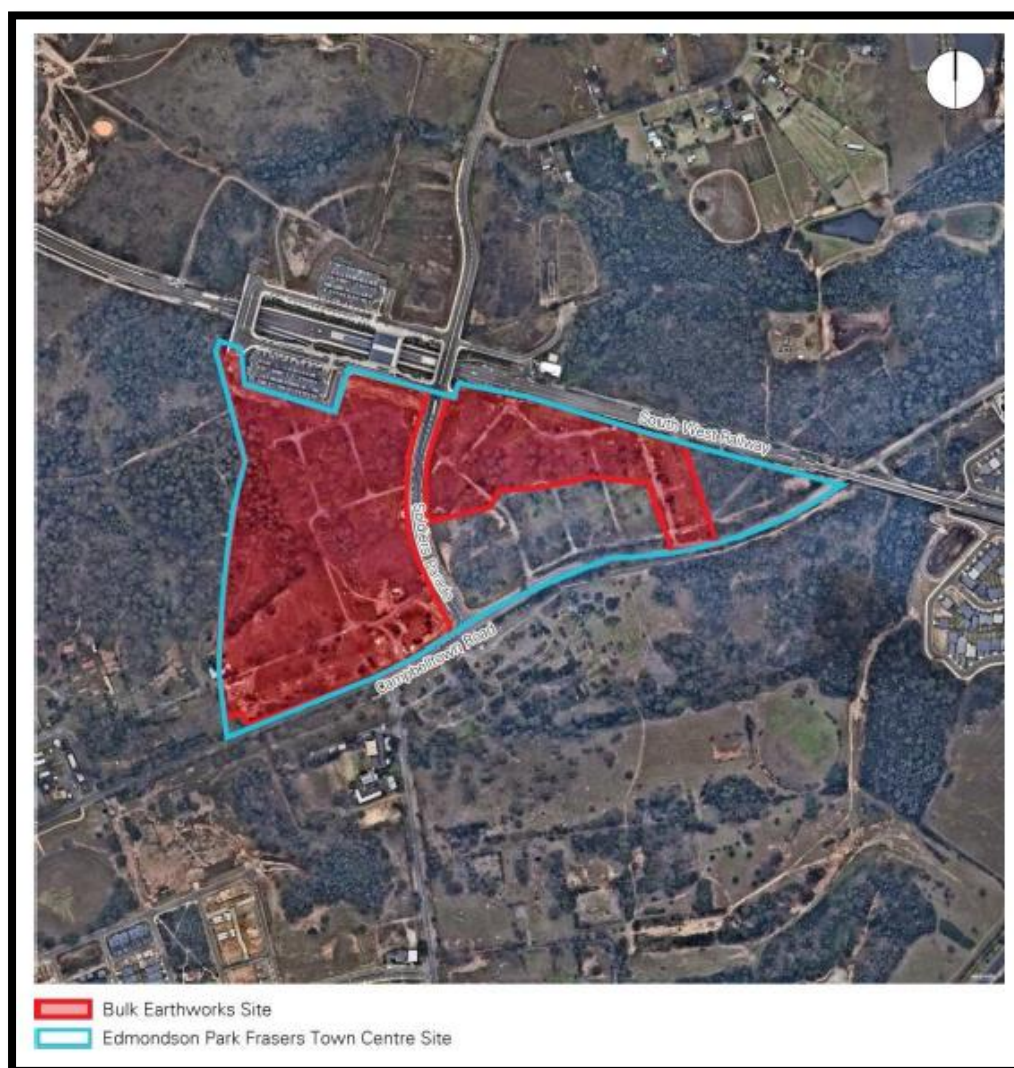 South West Railway
Soldiers Parade
Campbelltown Road
Bulk Earthworks Site
Edmondson Park Frasers Town Centre Site